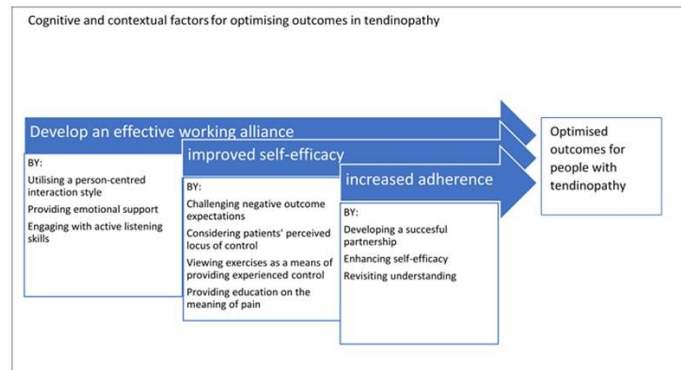 Cognitive and contextual factors for optimising outcomes in tendinopathy
Develop an effective working alliance
BY:
Utilising a person-centred
interaction style
Providing emotional support
Engaging with active listening
skills
improved self-efficacy
BY:
Challenging negative outcome
expectations
Considering patients' perceived
locus of control
Viewing exercises as a means of
providing experienced control
Providing education on the
meaning of pain
increased adherence
BY:
Developing a succesful
partnership
Enhancing self-efficacy
Revisiting understanding
Optimised
outcomes for
people with
tendinopathy